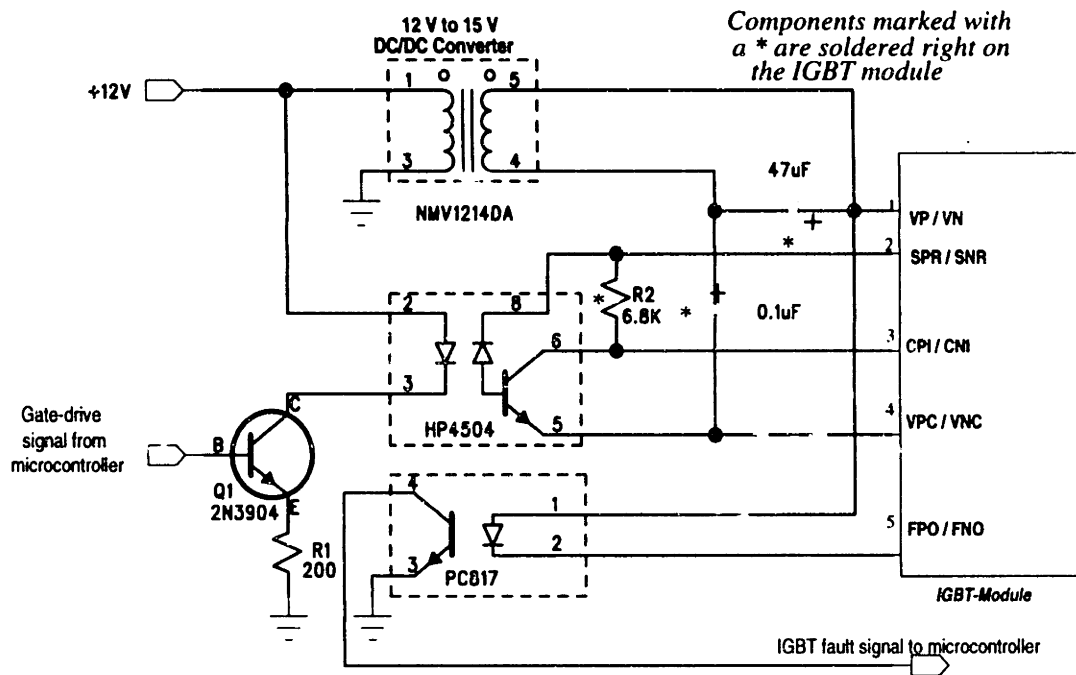 12 V to 15 V
DC/DC Converter
Components marked with
a * are soldered right on
the IGBT module
+12V
1
5
3
4
NMV1214DA
47uF
+
*
1
VP / VN
2
SPR / SNR
2
8
*
R2
6.8K
*
+
0.1uF
6
3
CPI / CNI
3
5
HP4504
4
VPC / VNC
Gate-drive
signal from
microcontroller
B
C
E
Q1
2N3904
R1
200
4
1
2
3
PC817
5
FPO / FNO
IGBT-Module
IGBT fault signal to microcontroller